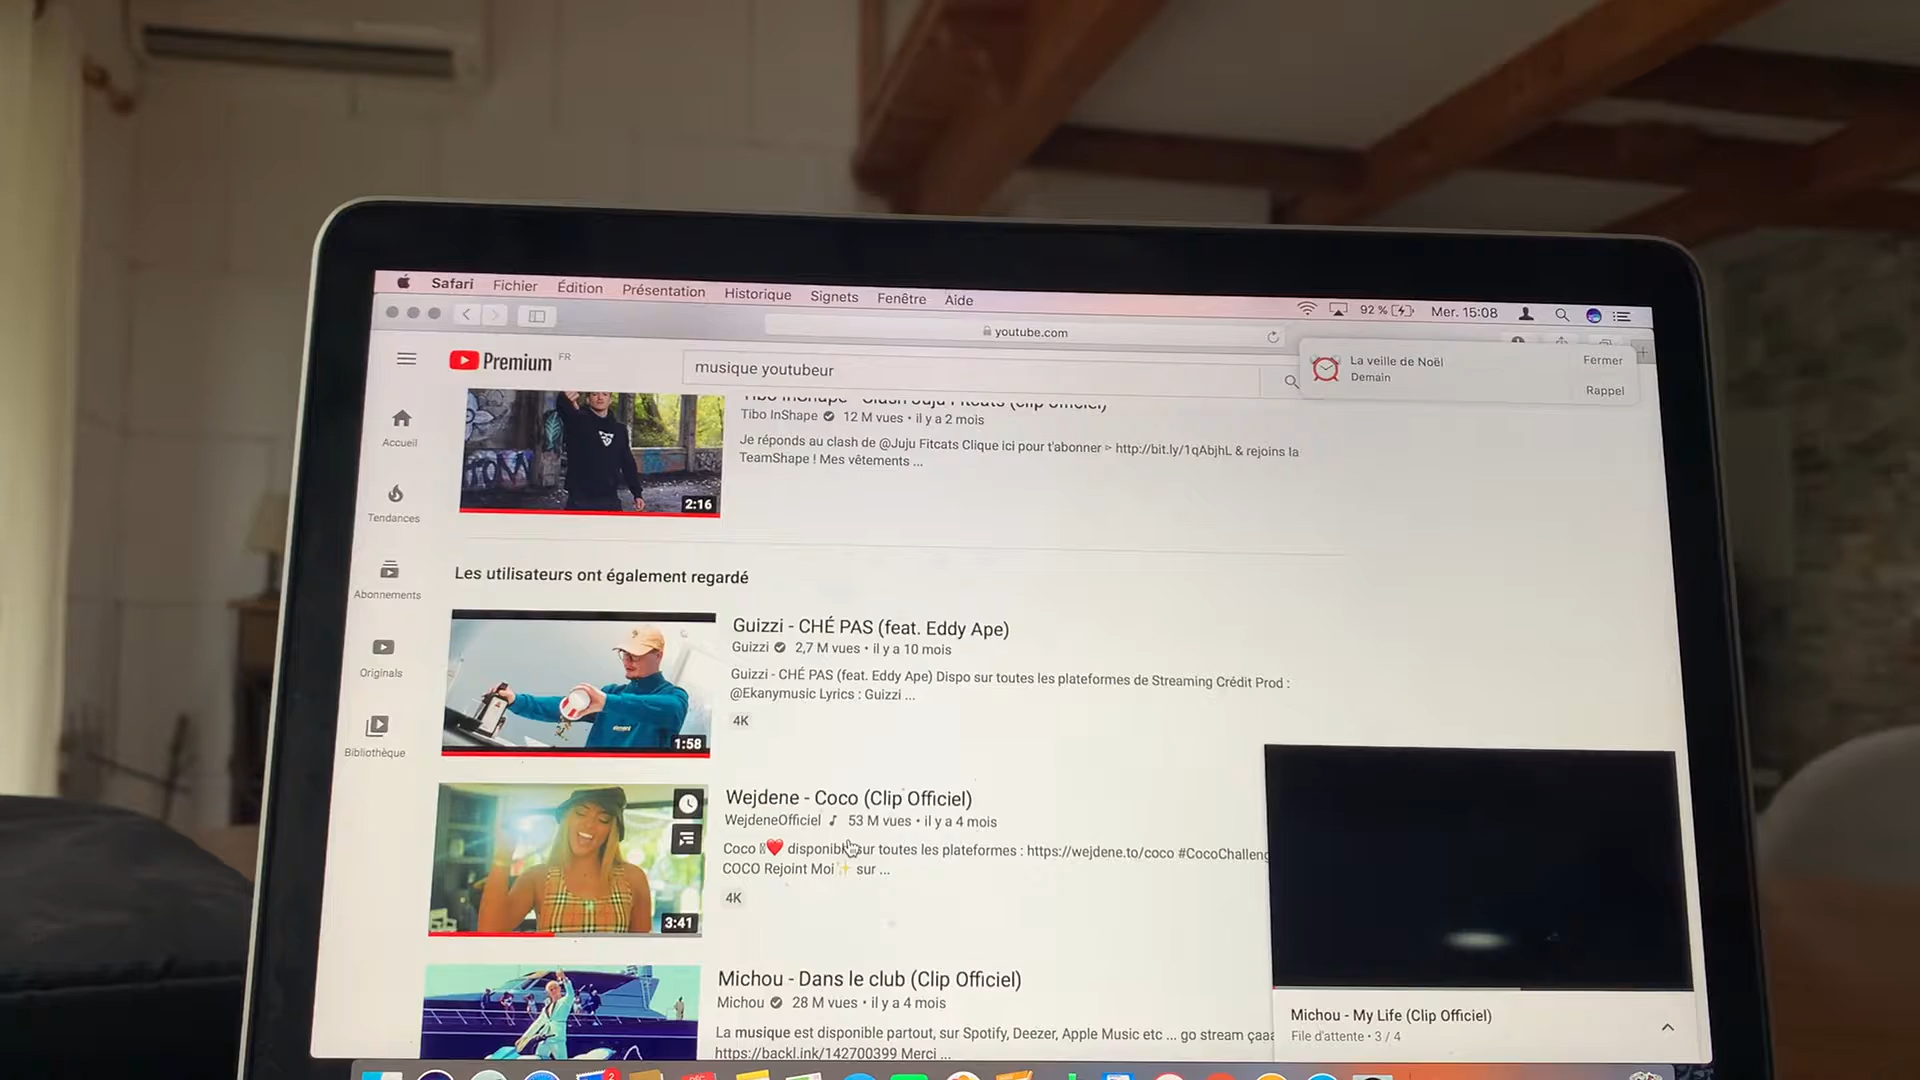 Safari Fichier Édition Présentation Historique Signets Fenêtre Aide
92 % Mer. 15:08
youtube.com
Premium FR
musique youtubeur
La veille de Noël
Demain
Fermer
Rappel
Accueil
Tendances
Abonnements
Originals
Bibliothèque
Tibo InShape - Clash Juju Fitcats (Clip Officiel)
Tibo InShape 12 M vues • il y a 2 mois
Je réponds au clash de @Juju Fitcats Clique ici pour t'abonner ▻ http://bit.ly/1qAbjhL & rejoins la
TeamShape ! Mes vêtements ...
2:16
Les utilisateurs ont également regardé
Guizzi - CHÉ PAS (feat. Eddy Ape)
Guizzi 2,7 M vues • il y a 10 mois
Guizzi - CHÉ PAS (feat. Eddy Ape) Dispo sur toutes les plateformes de Streaming Crédit Prod :
@Ekanymusic Lyrics : Guizzi ...
4K
1:58
Wejdene - Coco (Clip Officiel)
WejdeneOfficiel ♪ 53 M vues • il y a 4 mois
Coco ❤️ disponible sur toutes les plateformes : https://wejdene.to/coco #CocoChalleng
COCO Rejoint Moi✨ sur ...
4K
3:41
Michou - Dans le club (Clip Officiel)
Michou 28 M vues • il y a 4 mois
La musique est disponible partout, sur Spotify, Deezer, Apple Music etc ... go stream çaaa
https://backl.ink/142700399 Merci ...
Michou - My Life (Clip Officiel)
File d'attente • 3 / 4
2